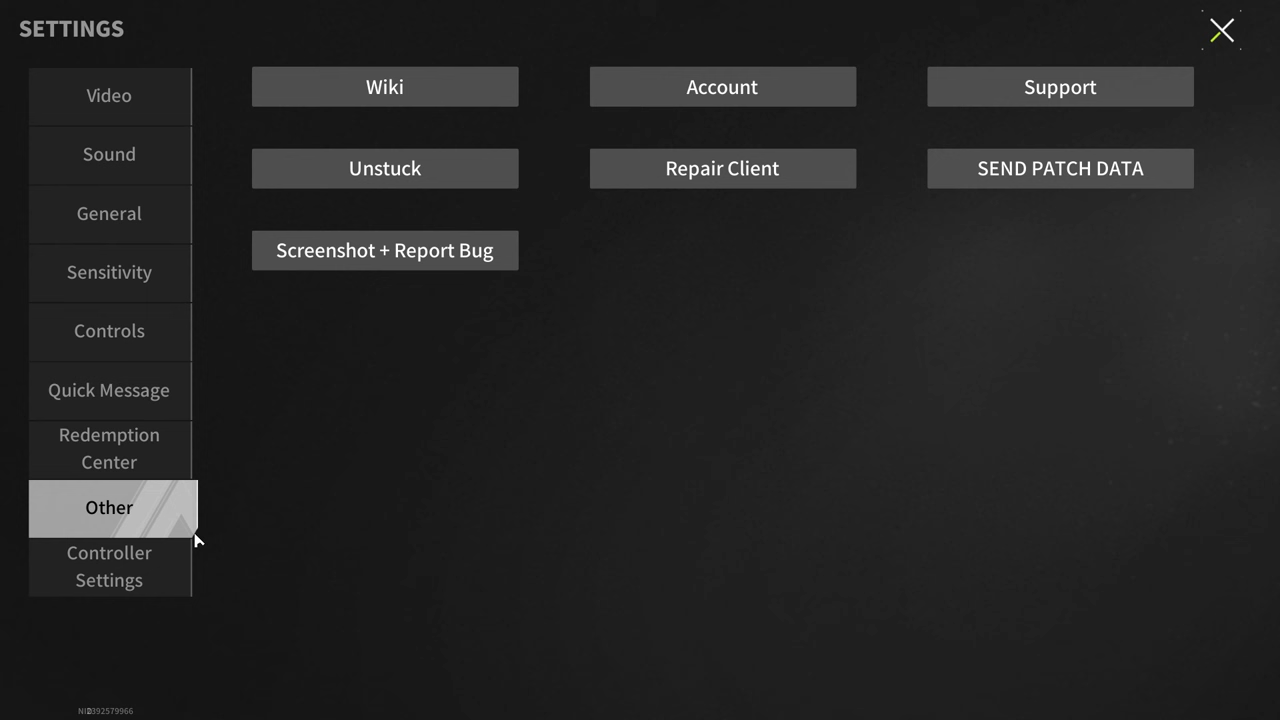 SETTINGS
Video
Sound
General
Sensitivity
Controls
Quick Message
Redemption
Center
Other
Controller
Settings
Wiki
Account
Support
Unstuck
Repair Client
SEND PATCH DATA
Screenshot + Report Bug